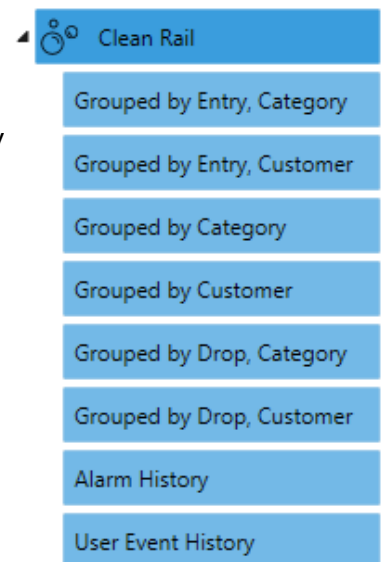 Clean Rail
Grouped by Entry, Category
Grouped by Entry, Customer
Grouped by Category
Grouped by Customer
Grouped by Drop, Category
Grouped by Drop, Customer
Alarm History
User Event History